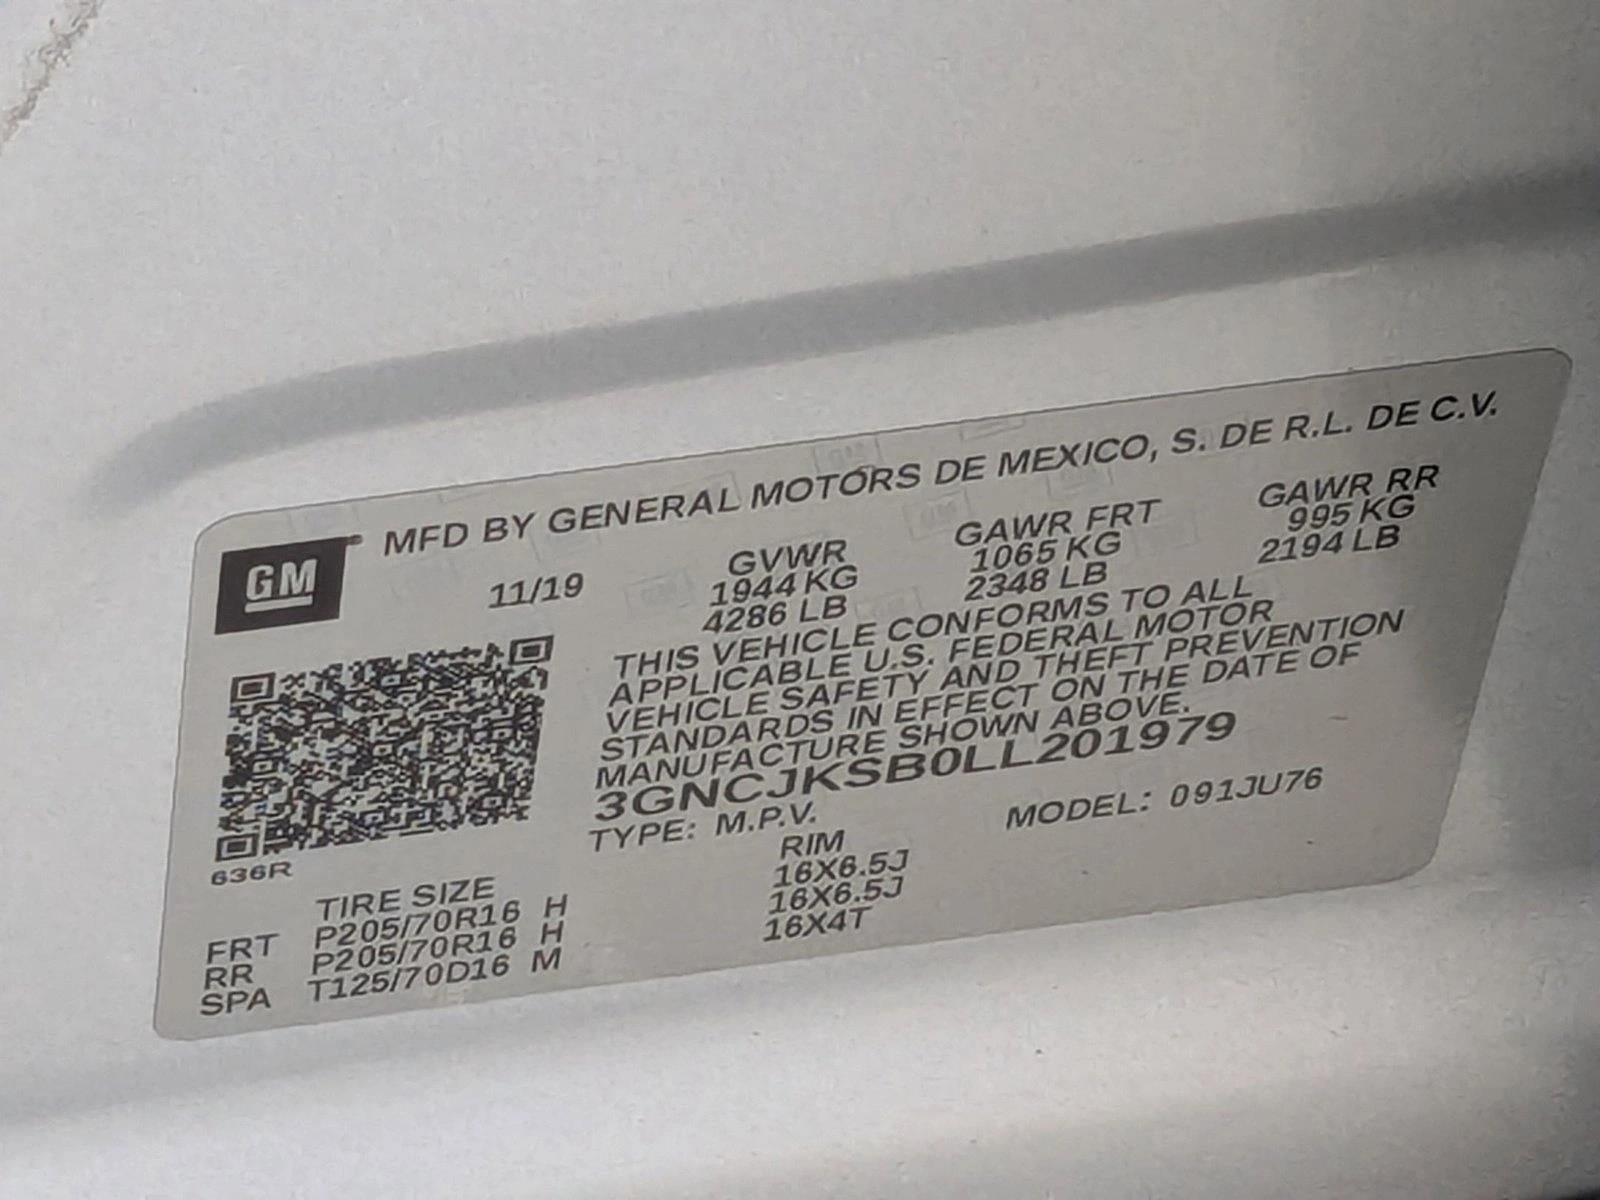 GM
MFD BY GENERAL MOTORS DE MEXICO, S. DE R.L. DE C.V.
11/19 GVWR GAWR FRT GAWR RR
1944 KG 1065 KG 995 KG
4286 LB 2348 LB 2194 LB
THIS VEHICLE CONFORMS TO ALL
APPLICABLE U.S. FEDERAL MOTOR
VEHICLE SAFETY AND THEFT PREVENTION
STANDARDS IN EFFECT ON THE DATE OF
MANUFACTURE SHOWN ABOVE.
3GNCJKSB0LL201979
TYPE: M.P.V. MODEL: 091JU76
636R
TIRE SIZE RIM
FRT P205/70R16 H 16X6.5J
RR P205/70R16 H 16X6.5J
SPA T125/70D16 M 16X4T